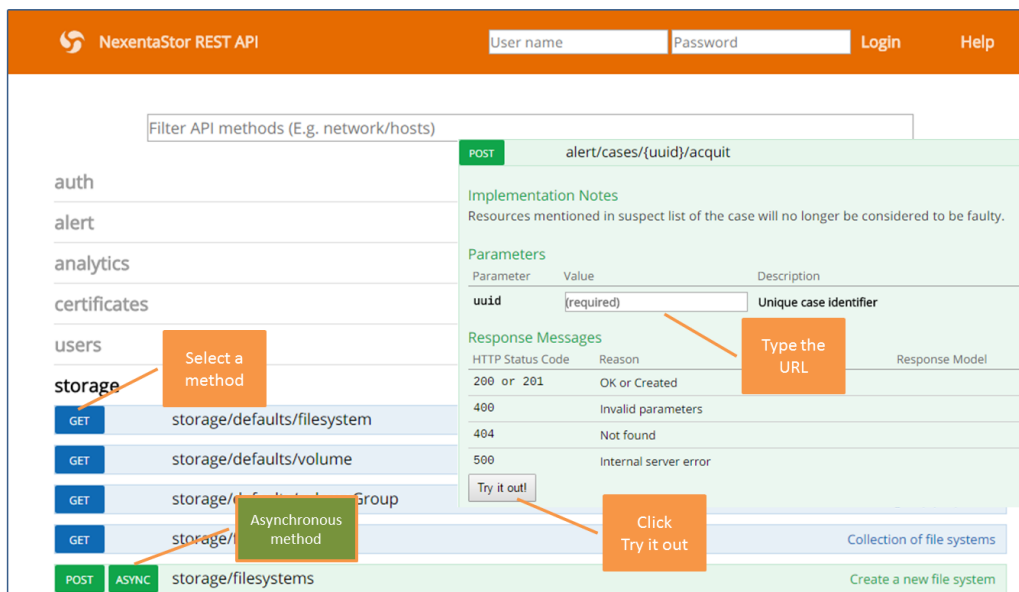 NexentaStor REST API
User name
Password
Login
Help
Filter API methods (E.g. network/hosts)
auth
alert
analytics
certificates
users
storage
Select a
method
GET storage/defaults/filesystem
GET storage/defaults/volume
GET storage/ Group
Asynchronous
method
GET storage/f Collection of file systems
POST ASYNC storage/filesystems Create a new file system
POST alert/cases/{uuid}/acquit
Implementation Notes
Resources mentioned in suspect list of the case will no longer be considered to be faulty.
Parameters
Parameter Value Description
uuid (required) Unique case identifier
Type the
URL
Response Messages
HTTP Status Code Reason Response Model
200 or 201 OK or Created
400 Invalid parameters
404 Not found
500 Internal server error
Try it out!
Click
Try it out